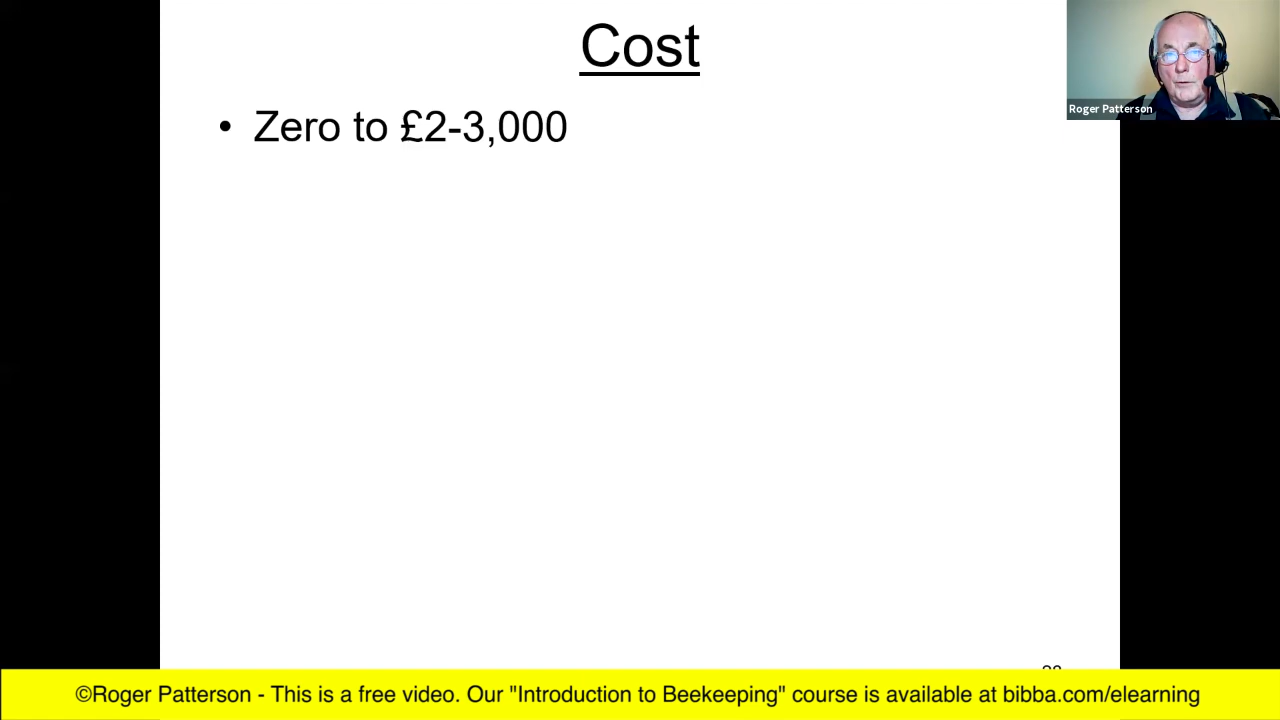 Cost
• Zero to £2-3,000
Roger Patterson
©Roger Patterson - This is a free video. Our "Introduction to Beekeeping" course is available at bibba.com/elearning